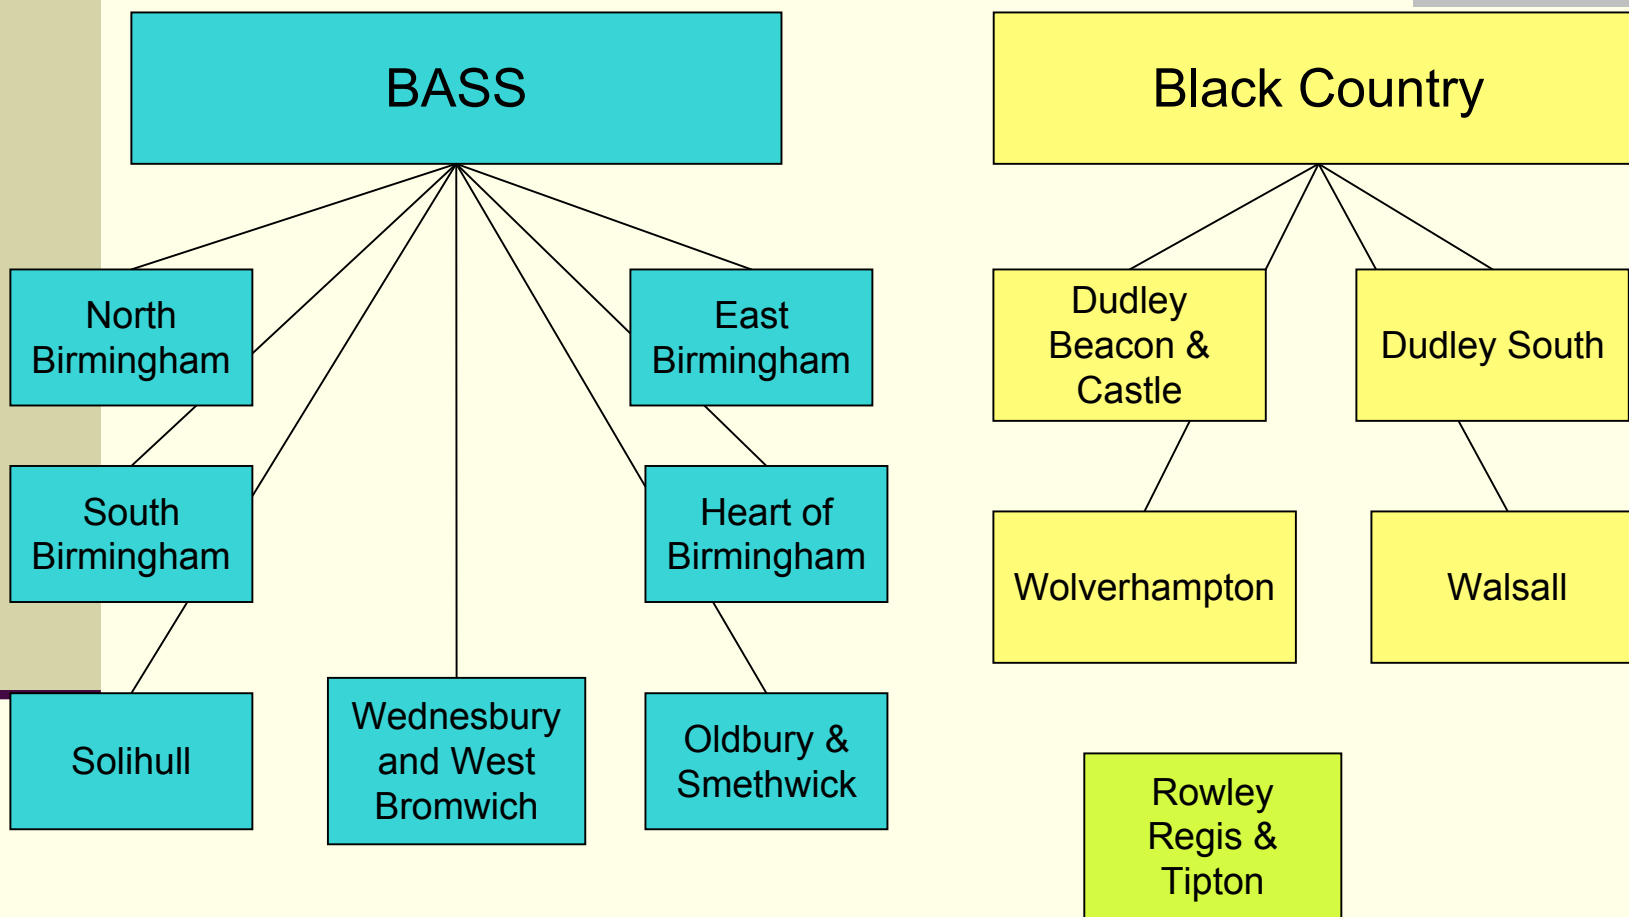 BASS
Black Country
North
Birmingham
East
Birmingham
Dudley
Beacon &
Castle
Dudley South
South
Birmingham
Heart of
Birmingham
Wolverhampton
Walsall
Solihull
Wednesbury
and West
Bromwich
Oldbury &
Smethwick
Rowley
Regis &
Tipton